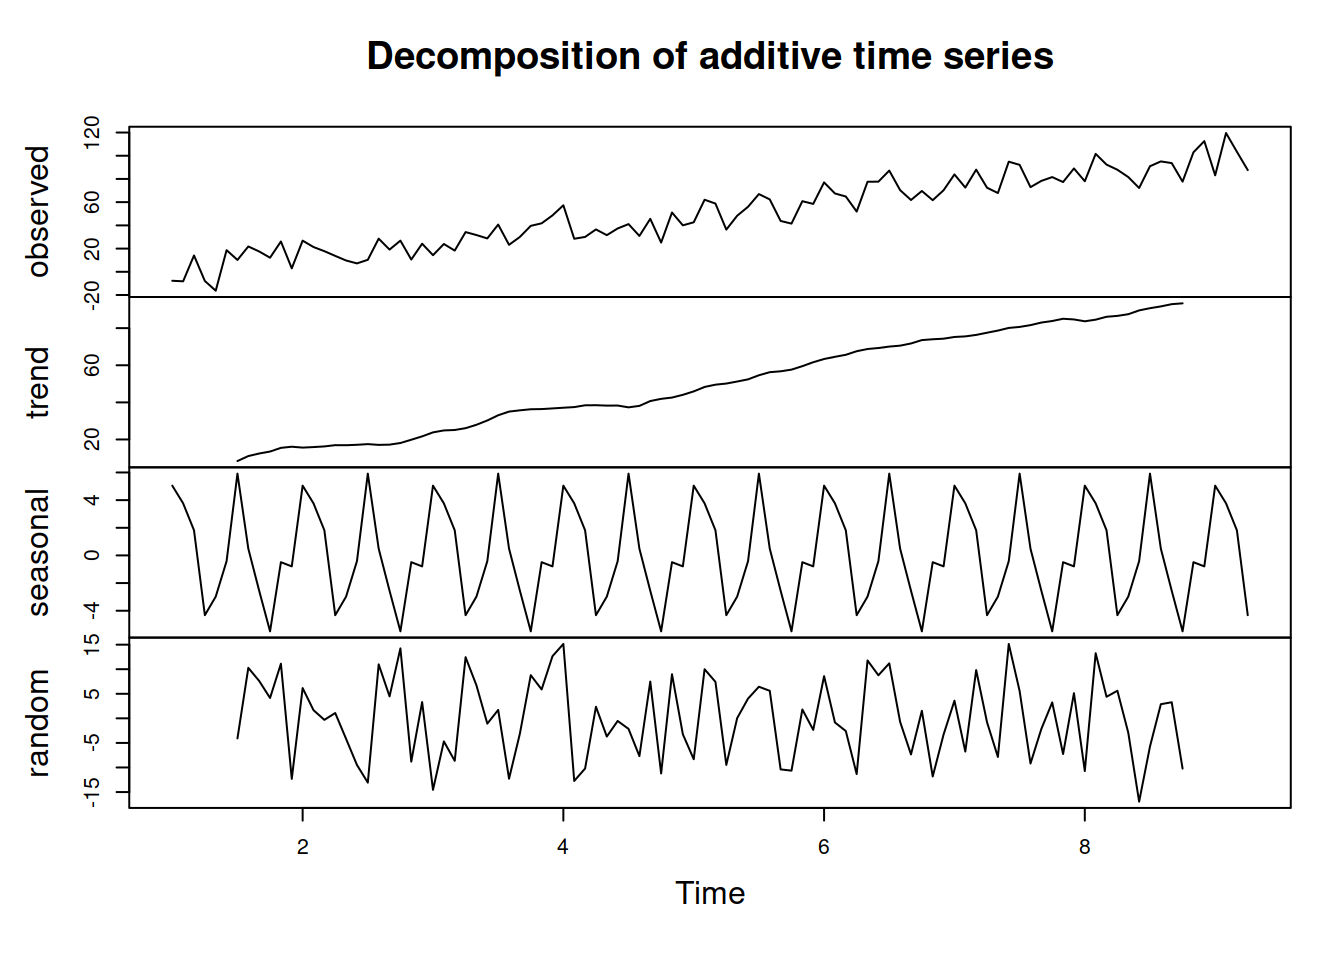 Decomposition of additive time series
observed
-20 20 60 120
trend
20 60
seasonal
-4 0 4
random
-15 -5 5 15
2 4 6 8
Time